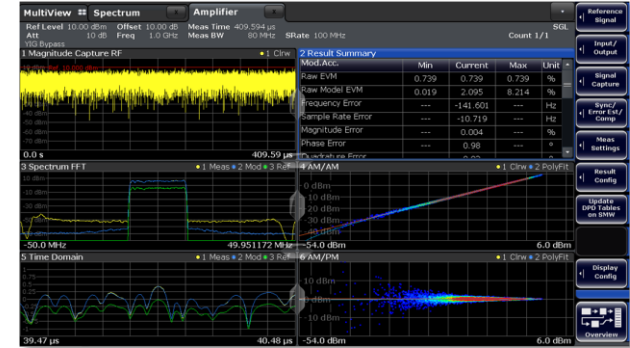 MultiView Spectrum Amplifier
Ref Level 10.00 dBm Offset 10.00 dB Meas Time 409.594 µs SGL
Att 10 dB Freq 1.0 GHz Meas BW 80 MHz SRate 100 MHz Count 1/1
YIG Bypass
1 Magnitude Capture RF 1 Clrw
2 Result Summary
Mod.Acc. Min Current Max Unit
Raw EVM 0.739 0.739 0.739 %
Raw Model EVM 0.019 2.095 8.214 %
Frequency Error --- -141.601 --- Hz
Sample Rate Error --- -10.719 --- Hz
Magnitude Error --- 0.004 --- %
Phase Error --- 0.98 --- °
Quadrature Error
0.0 s 409.59 µs
3 Spectrum FFT 1 Meas 2 Mod 3 Ref
-50.0 MHz 49.951172 MHz
4 AM/AM 1 Clrw 2 PolyFit
0 dBm
-54.0 dBm 6.0 dBm
5 Time Domain 1 Meas 2 Mod 3 Ref
39.47 µs 40.48 µs
6 AM/PM 1 Clrw 2 PolyFit
-54.0 dBm 6.0 dBm
Reference
Signal
Input/
Output
Signal
Capture
Sync/
Error Est/
Comp
Meas
Settings
Result
Config
Update
DPD Tables
on SMW
Display
Config
Overview